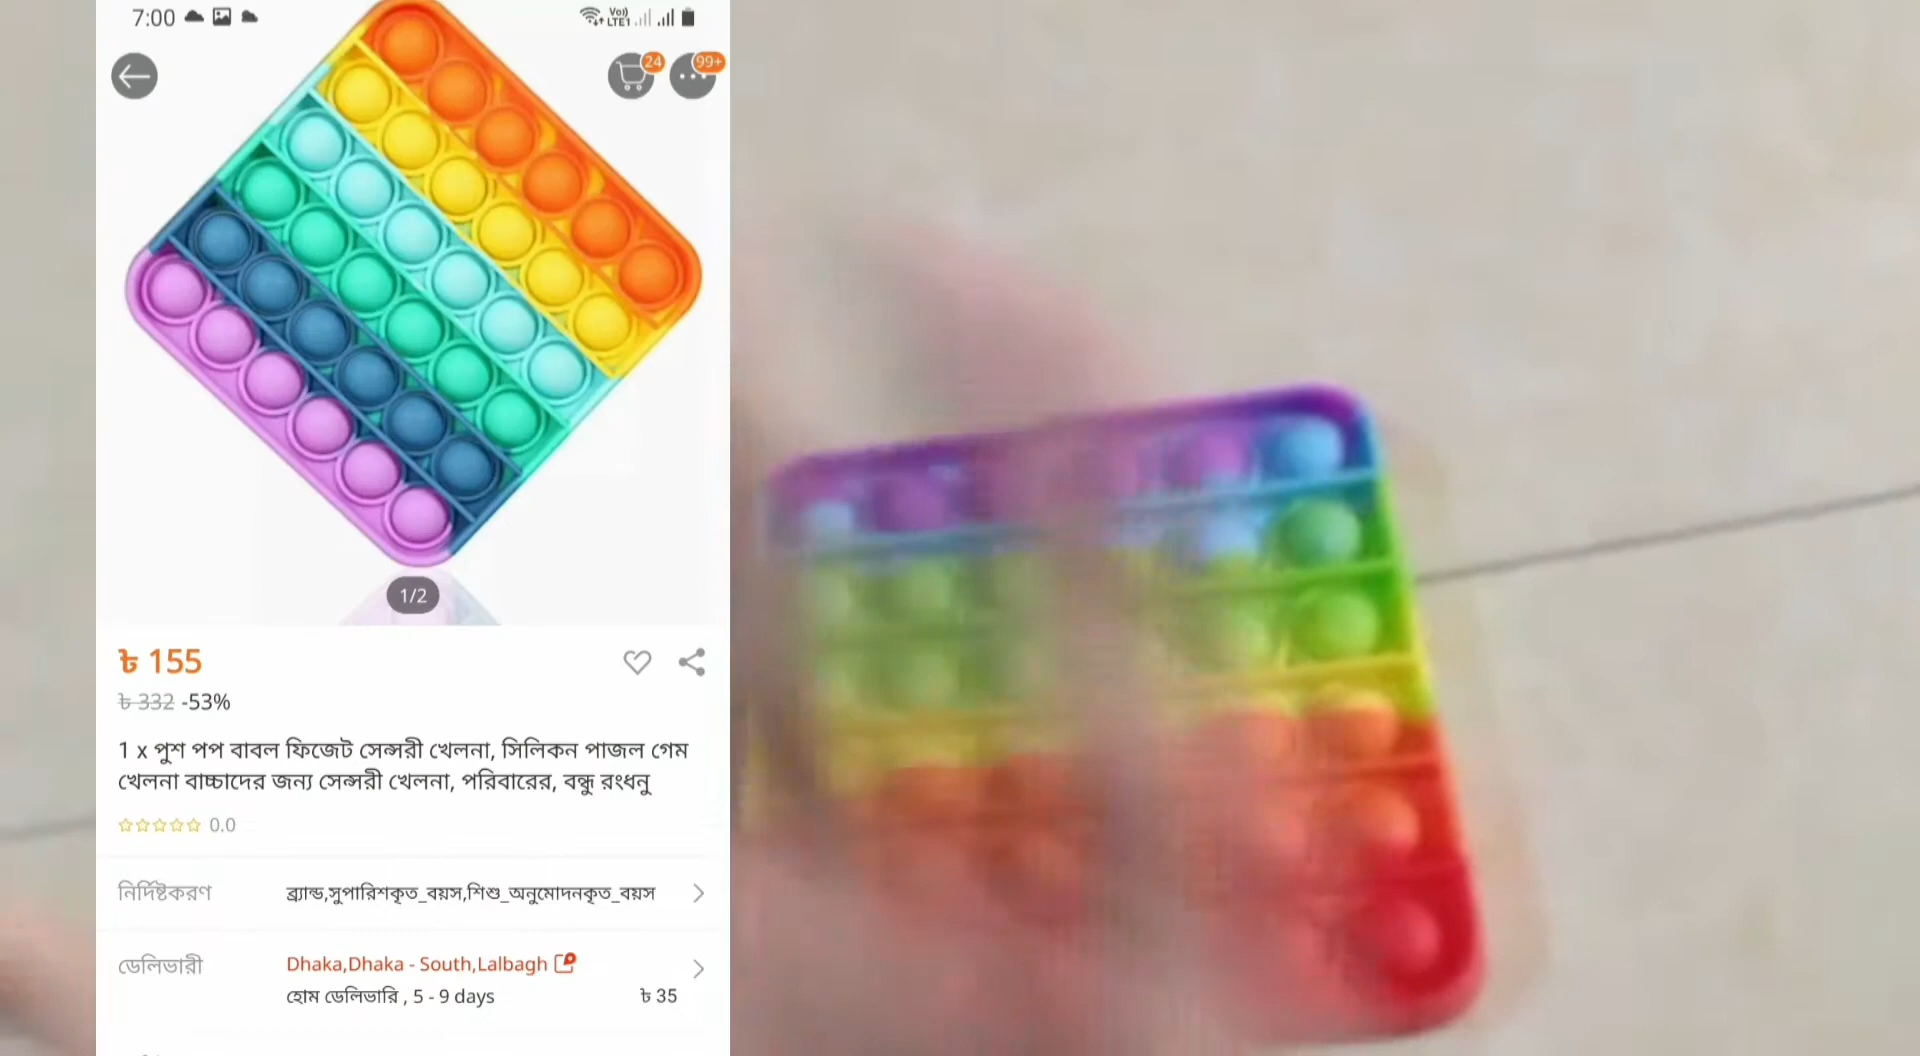 7:00
Vo))
LTE1
24
99+
1/2
৳ 155
৳ 332 -53%
1 x পুশ পপ বাবল ফিজেট সেন্সরী খেলনা, সিলিকন পাজল গেম
খেলনা বাচ্চাদের জন্য সেন্সরী খেলনা, পরিবারের, বন্ধু রংধনু
0.0
নির্দিষ্টকরণ
ব্র্যান্ড,সুপারিশকৃত_বয়স,শিশু_অনুমোদনকৃত_বয়স
ডেলিভারী
Dhaka,Dhaka - South,Lalbagh
হোম ডেলিভারি , 5 - 9 days
৳ 35